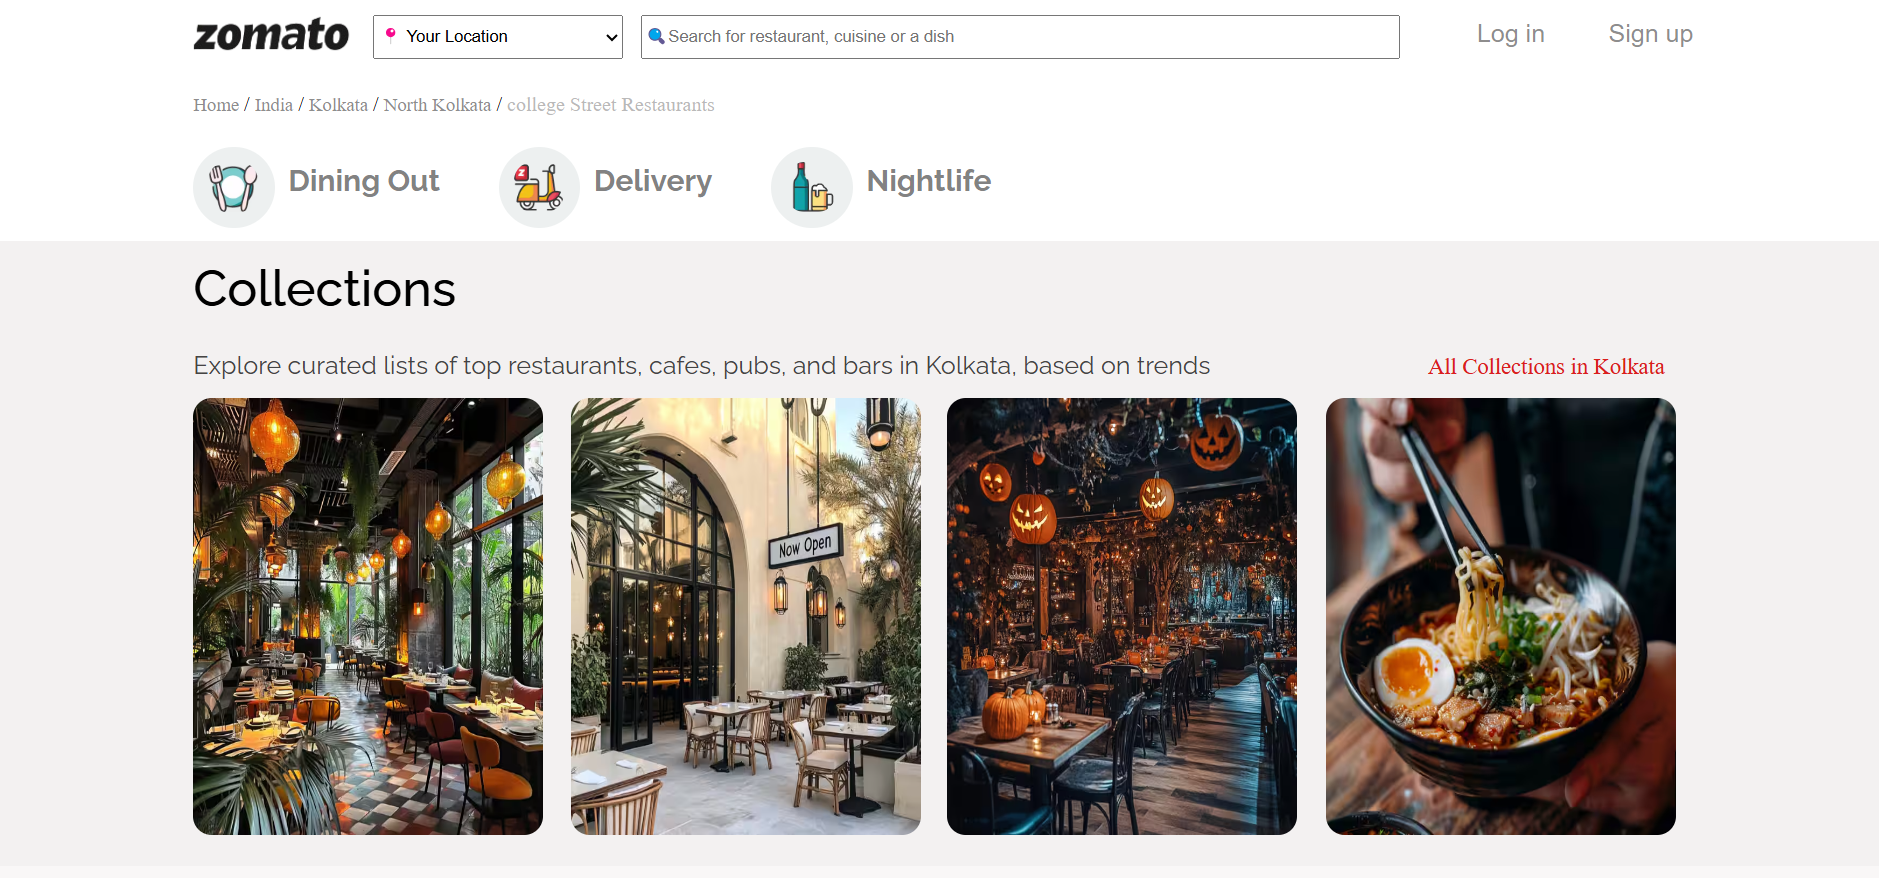 zomato
Your Location
Search for restaurant, cuisine or a dish
Log in
Sign up
Home / India / Kolkata / North Kolkata / college Street Restaurants
Dining Out
Delivery
Nightlife
Collections
Explore curated lists of top restaurants, cafes, pubs, and bars in Kolkata, based on trends
All Collections in Kolkata
Now Open